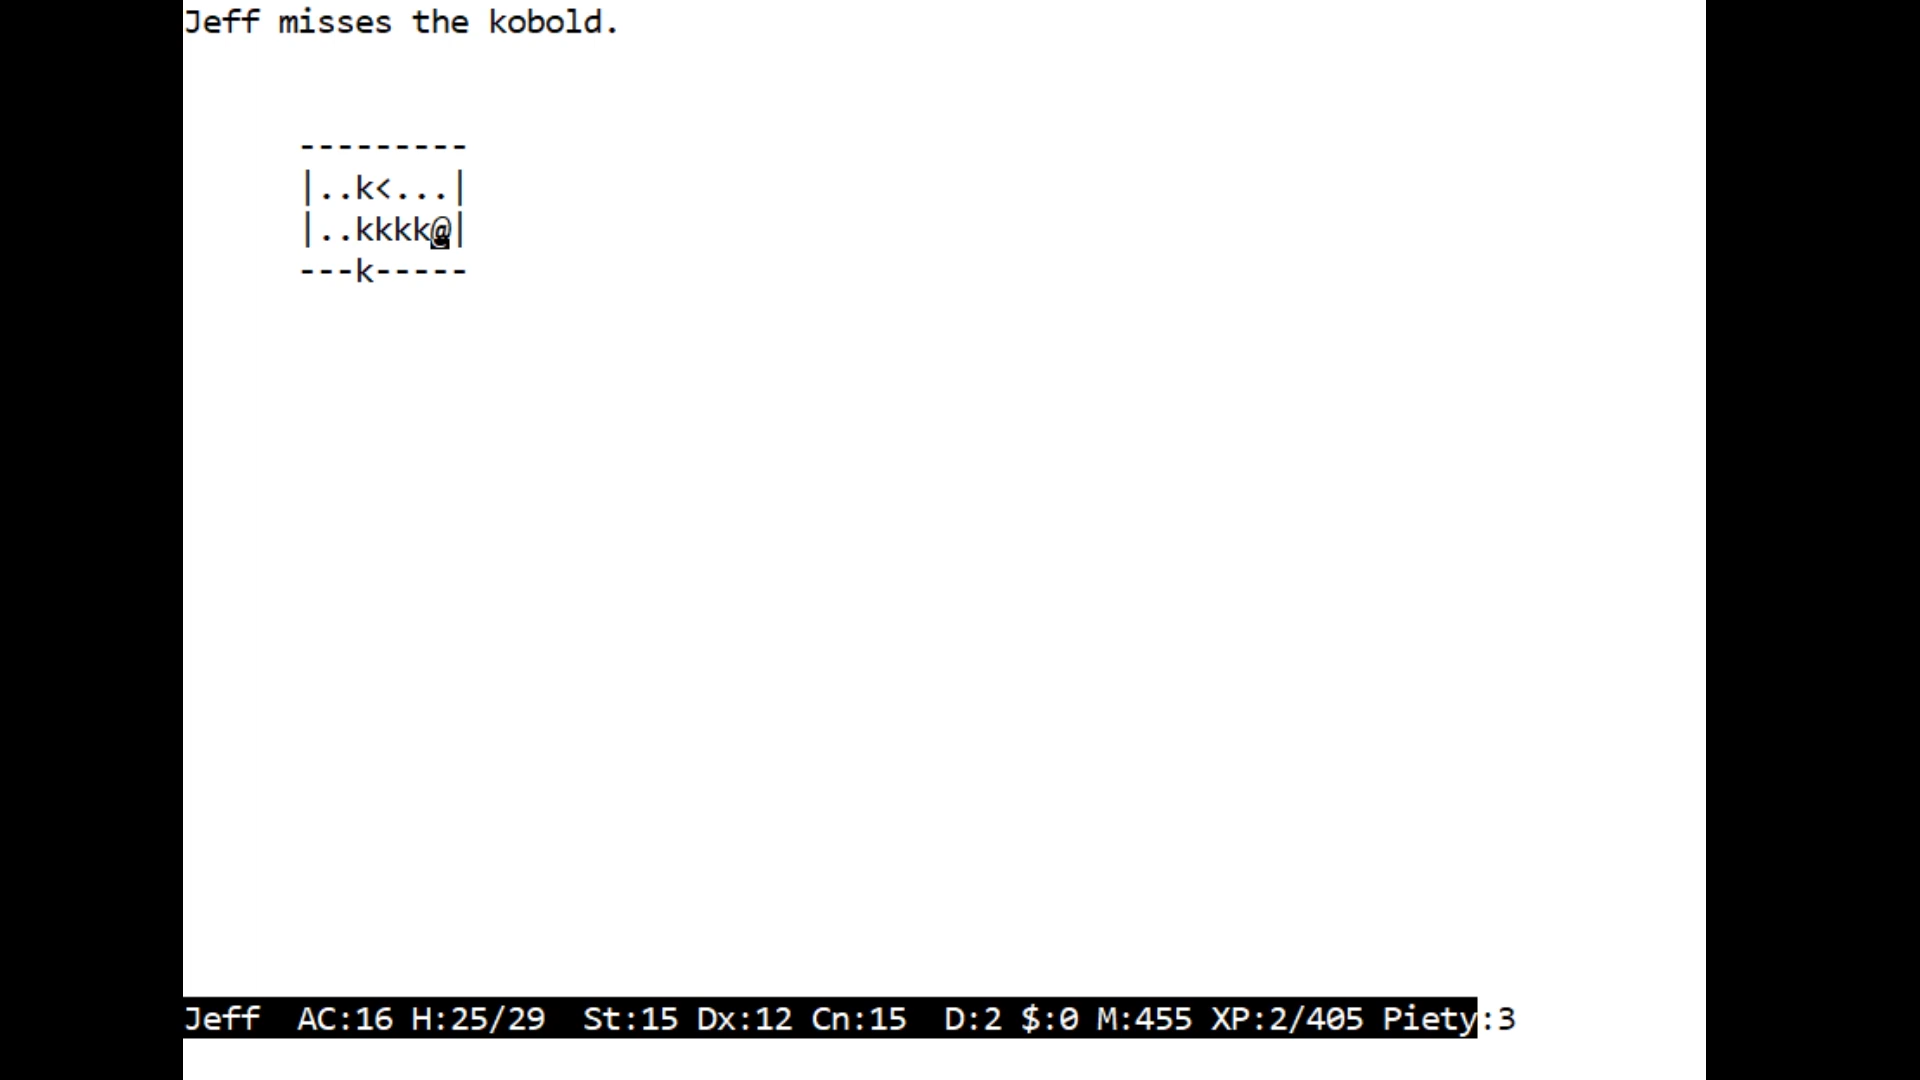 Jeff misses the kobold.
---------
|..k<...|
|..kkkk@|
---k-----
Jeff  AC:16 H:25/29  St:15 Dx:12 Cn:15  D:2 $:0 M:455 XP:2/405 Piety:3